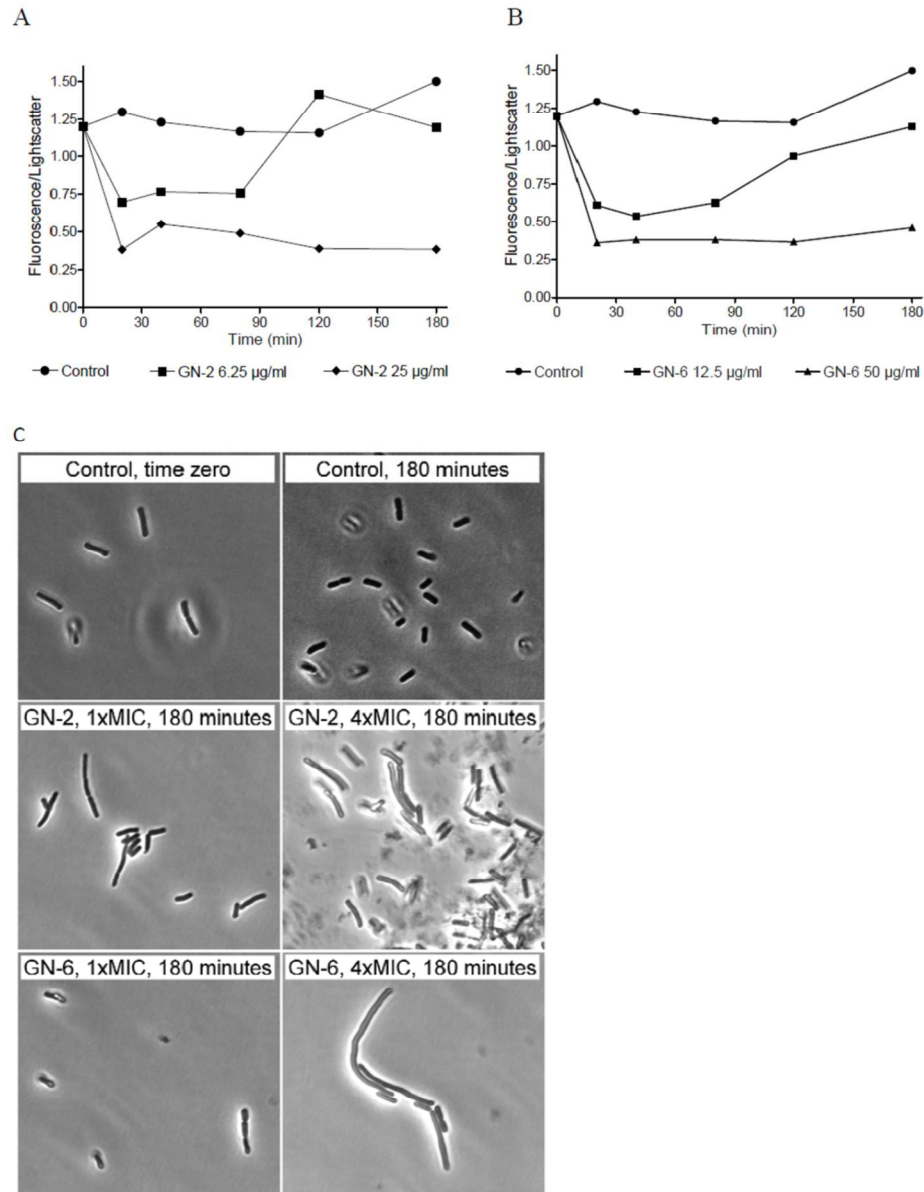 A
Fluoroscence/Lightscatter
1.50
1.25
1.00
0.75
0.50
0.25
0.00
0 30 60 90 120 150 180
Time (min)
Control GN-2 6.25 µg/ml GN-2 25 µg/ml
B
Fluorescence/Lightscatter
1.50
1.25
1.00
0.75
0.50
0.25
0.00
0 30 60 90 120 150 180
Time (min)
Control GN-6 12.5 µg/ml GN-6 50 µg/ml
C
Control, time zero
Control, 180 minutes
GN-2, 1xMIC, 180 minutes
GN-2, 4xMIC, 180 minutes
GN-6, 1xMIC, 180 minutes
GN-6, 4xMIC, 180 minutes